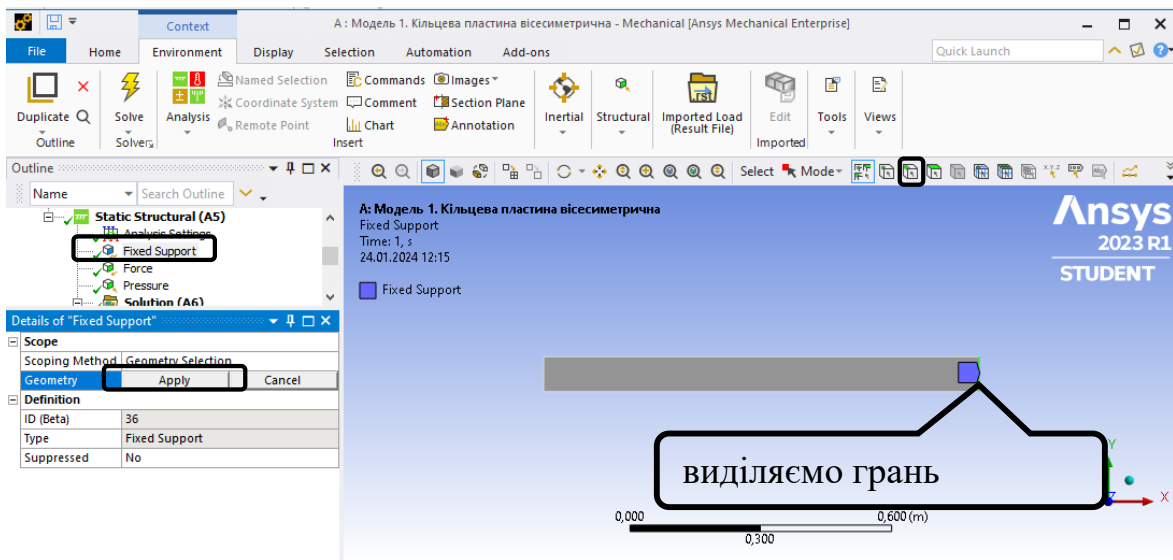 Context
A : Модель 1. Кільцева пластина вісесиметрична - Mechanical [Ansys Mechanical Enterprise]
File Home Environment Display Selection Automation Add-ons Quick Launch
Duplicate Q
Outline
Solve
Solvers
Analysis
Named Selection
Coordinate System
Remote Point
Commands
Comment
Chart
Images
Section Plane
Annotation
Insert
Inertial
Structural
Imported Load
(Result File)
Edit
Imported
Tools
Views
Outline
Name Search Outline
Select Mode
Static Structural (A5)
Analysis Settings
Fixed Support
Force
Pressure
Solution (A6)
Details of "Fixed Support"
Scope
Scoping Method Geometry Selection
Geometry Apply Cancel
Definition
ID (Beta) 36
Type Fixed Support
Suppressed No
A: Модель 1. Кільцева пластина вісесиметрична
Fixed Support
Time: 1, s
24.01.2024 12:15
Fixed Support
Ansys
2023 R1
STUDENT
виділяємо грань
Y
Z
X
0,000 0,600 (m)
0,300